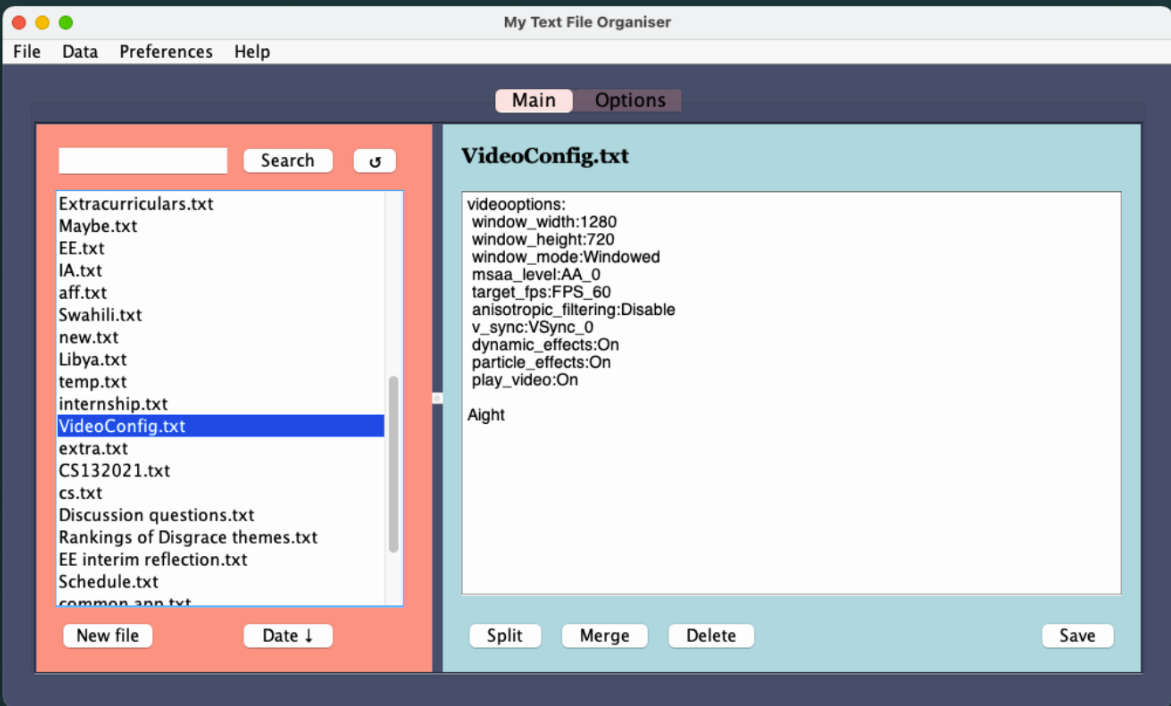 My Text File Organiser
File Data Preferences Help
Main Options
Search ↺
Extracurriculars.txt
Maybe.txt
EE.txt
IA.txt
aff.txt
Swahili.txt
new.txt
Libya.txt
temp.txt
internship.txt
VideoConfig.txt
extra.txt
CS132021.txt
cs.txt
Discussion questions.txt
Rankings of Disgrace themes.txt
EE interim reflection.txt
Schedule.txt
common app.txt
New file Date ↓
VideoConfig.txt
videooptions:
window_width:1280
window_height:720
window_mode:Windowed
msaa_level:AA_0
target_fps:FPS_60
anisotropic_filtering:Disable
v_sync:VSync_0
dynamic_effects:On
particle_effects:On
play_video:On
Aight
Split Merge Delete Save